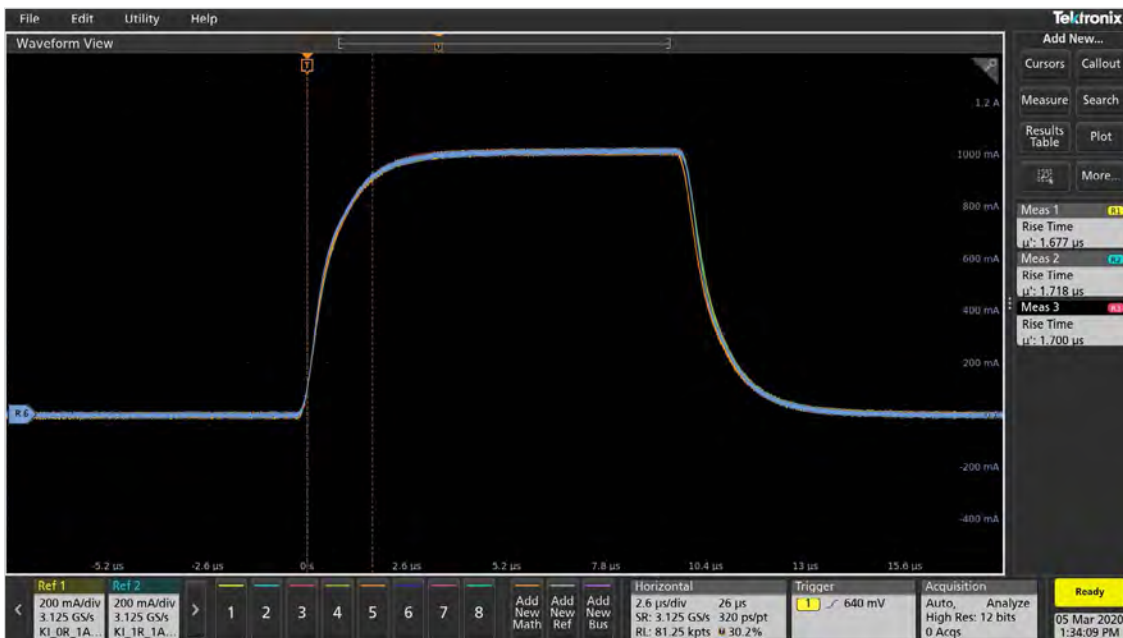 File Edit Utility Help
Tektronix
Waveform View
Add New...
Cursors Callout
Measure Search
Results Table Plot
More...
T
1.2 A
1000 mA
800 mA
600 mA
400 mA
200 mA
-200 mA
-400 mA
R 6
-5.2 µs -2.6 µs 0 s 2.6 µs 5.2 µs 7.8 µs 10.4 µs 13 µs 15.6 µs
Meas 1 R1
Rise Time
µ': 1.677 µs
Meas 2 R2
Rise Time
µ': 1.718 µs
Meas 3 R3
Rise Time
µ': 1.700 µs
Ref 1
200 mA/div
3.125 GS/s
KI_0R_1A...
Ref 2
200 mA/div
3.125 GS/s
KI_1R_1A...
1 2 3 4 5 6 7 8
Add New Math
Add New Ref
Add New Bus
Horizontal
2.6 µs/div 26 µs
SR: 3.125 GS/s 320 ps/pt
RL: 81.25 kpts 30.2%
Trigger
1 640 mV
Acquisition
Auto, Analyze
High Res: 12 bits
0 Acqs
Ready
05 Mar 2020
1:34:09 PM